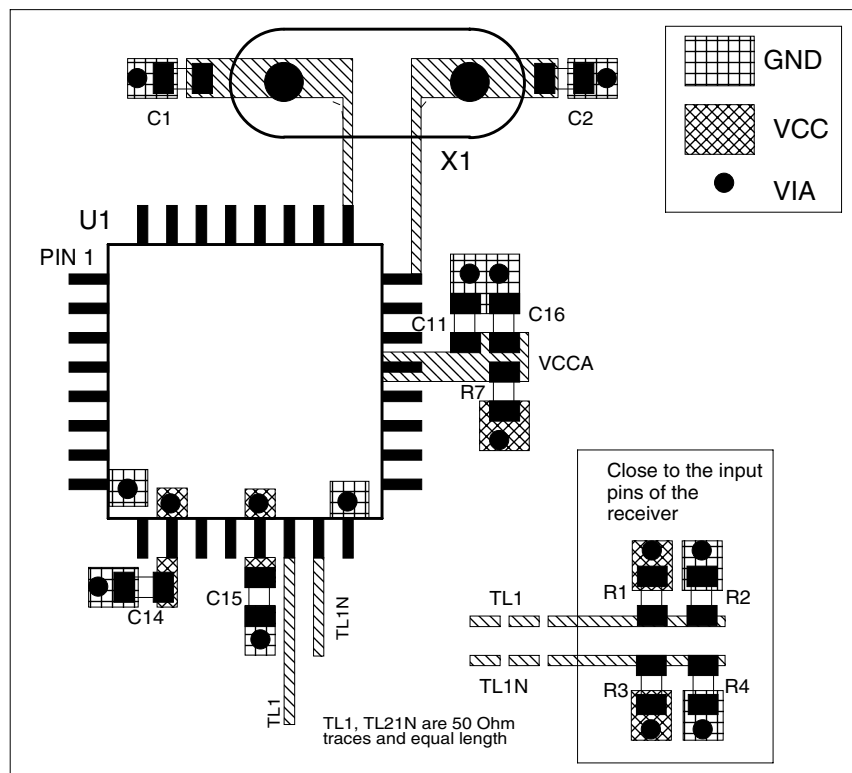 GND
VCC
VIA
C1
C2
X1
U1
PIN 1
C11
C16
VCCA
R7
Close to the input
pins of the
receiver
R1
R2
TL1
TL1N
R3
R4
C14
C15
TL1
TL1N
TL1, TL21N are 50 Ohm
traces and equal length